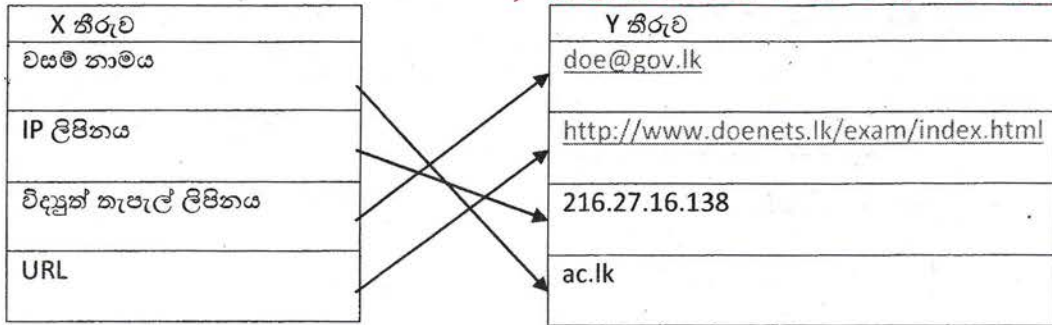 X තීරුව
වසම් නාමය
IP ලිපිනය
විද්‍යුත් තැපැල් ලිපිනය
URL
Y තීරුව
doe@gov.lk
http://www.doenets.lk/exam/index.html
216.27.16.138
ac.lk